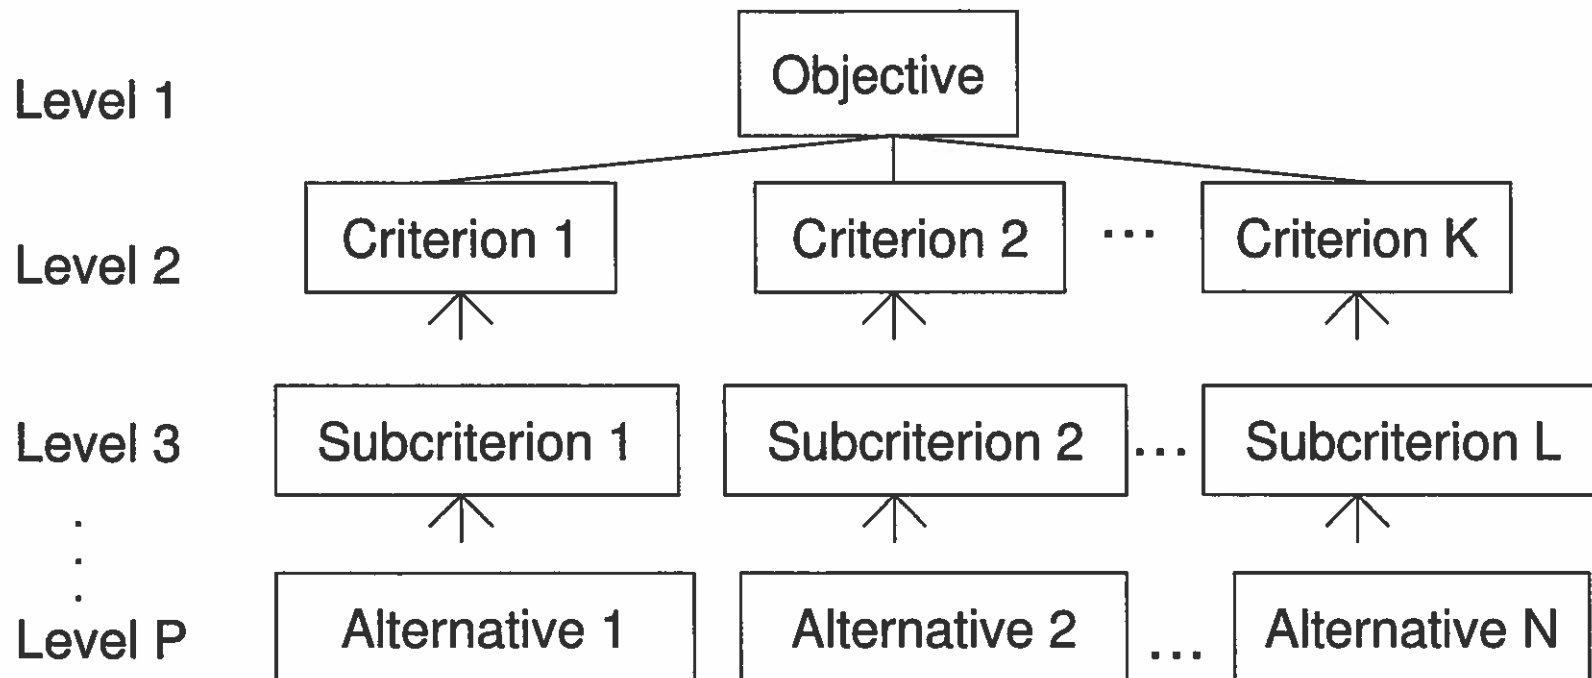 Objective
Level 1
Criterion 1 Criterion 2 ... Criterion K
Level 2
Level 3 Subcriterion 1 Subcriterion 2 ... Subcriterion L
.
.
.
Level P Alternative 1 Alternative 2 ... Alternative N